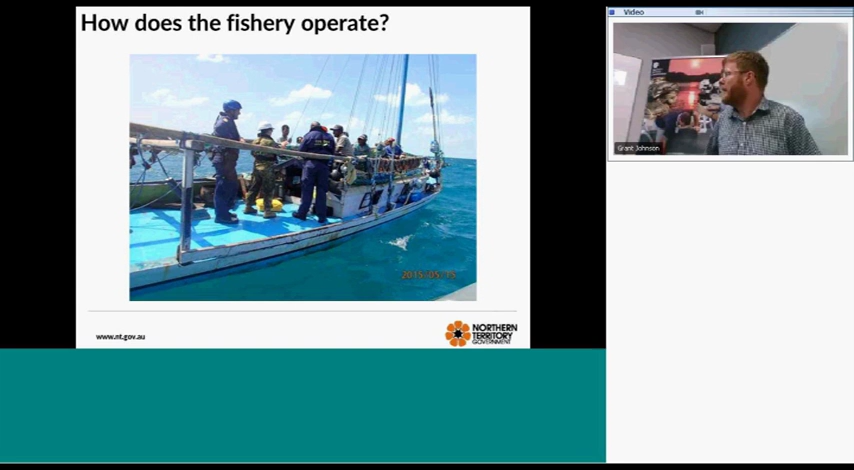 How does the fishery operate?
2015/05/15
www.nt.gov.au
NORTHERN
TERRITORY
GOVERNMENT
Video
Grant Johnson